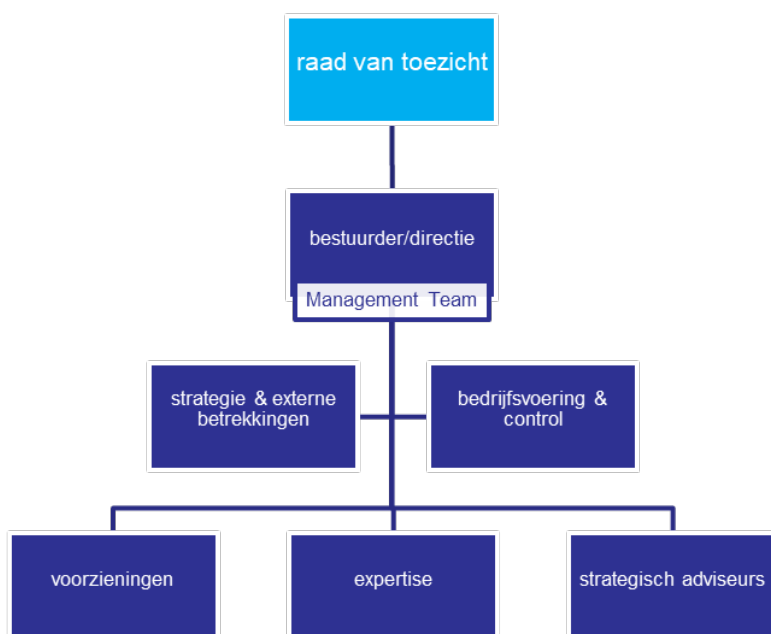 raad van toezicht
bestuurder/directie
Management Team
strategie & externe
betrekkingen
bedrijfsvoering &
control
voorzieningen
expertise
strategisch adviseurs